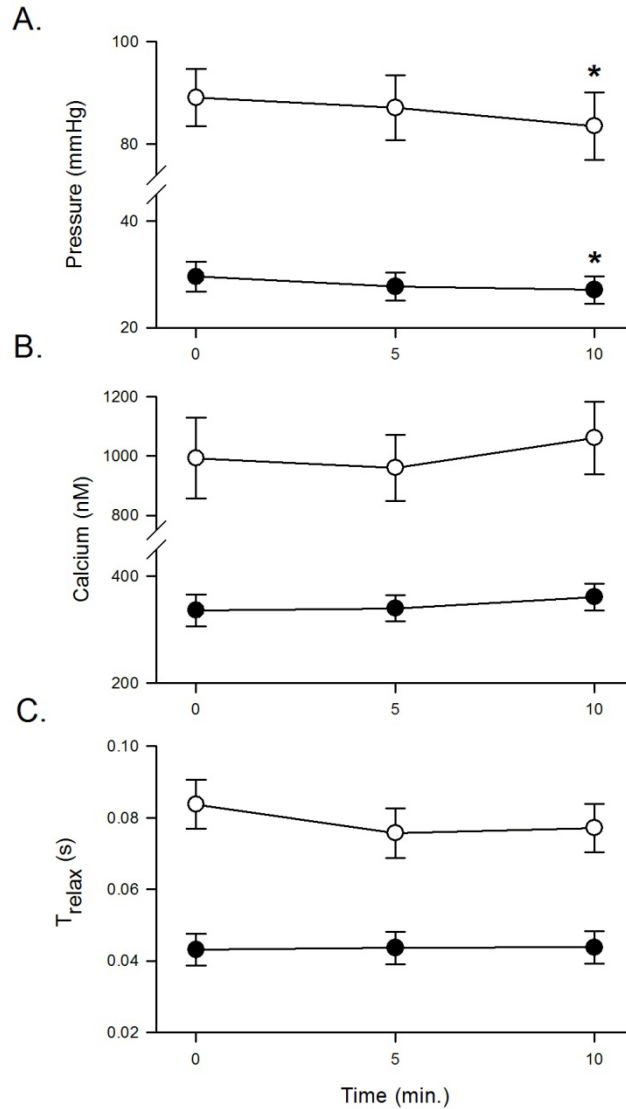 A.
100
80
40
20
Pressure (mmHg)
*
*
0 5 10
B.
1200
1000
800
400
200
Calcium (nM)
0 5 10
C.
0.10
0.08
0.06
0.04
0.02
Trelax (s)
0 5 10
Time (min.)